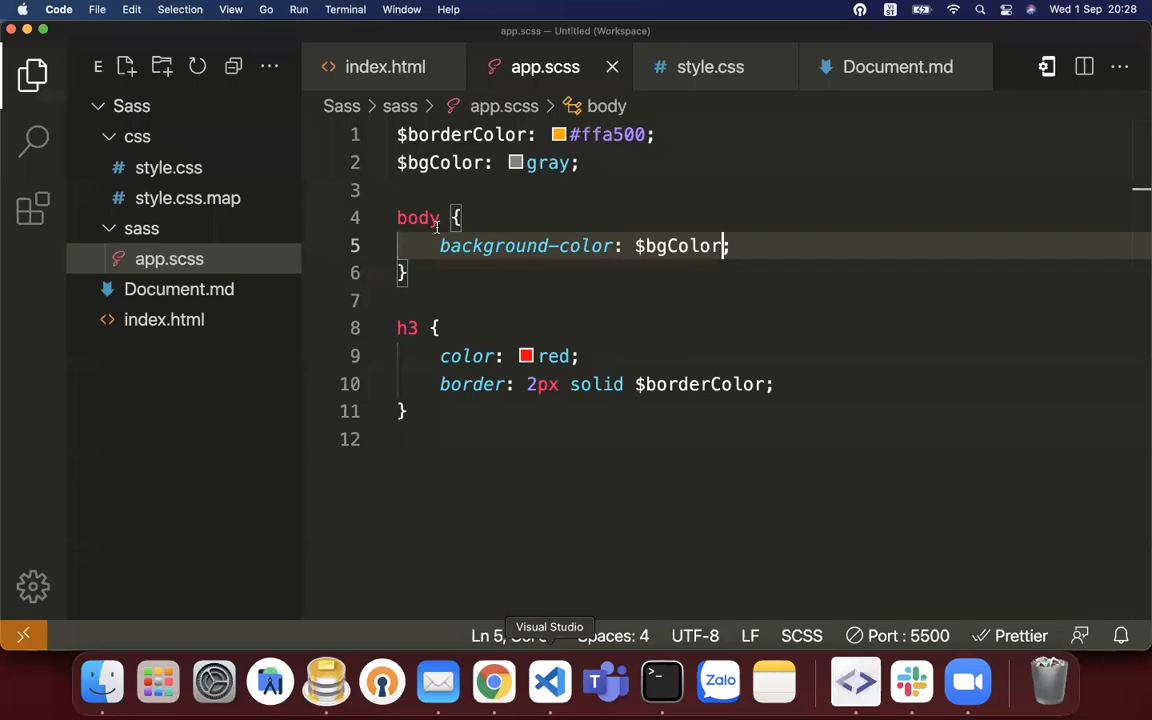 Code File Edit Selection View Go Run Terminal Window Help VI ST Wed 1 Sep 20:28
app.scss — Untitled (Workspace)
E index.html app.scss style.css Document.md
Sass
css
style.css
style.css.map
sass
app.scss
Document.md
index.html
Sass > sass > app.scss > body
1 $borderColor: #ffa500;
2 $bgColor: gray;
3
4 body {
5 background-color: $bgColor;
6 }
7
8 h3 {
9 color: red;
10 border: 2px solid $borderColor;
11 }
12
Visual Studio
Ln 5, Spaces: 4 UTF-8 LF SCSS Port : 5500 Prettier
Zalo